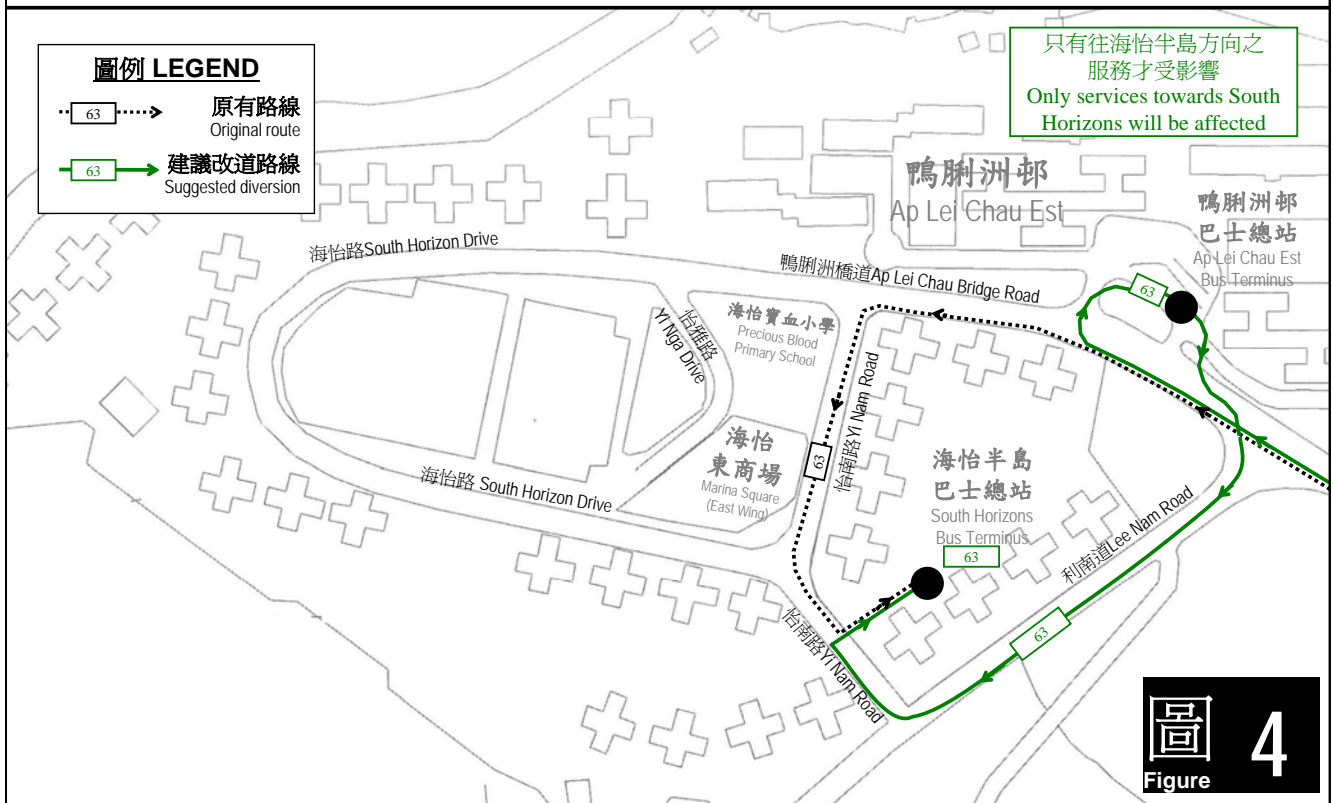 圖例 LEGEND
63
原有路線
Original route
63
建議改道路線
Suggested diversion
只有往海怡半島方向之
服務才受影響
Only services towards South
Horizons will be affected
鴨脷洲邨
Ap Lei Chau Est
鴨脷洲邨
巴士總站
Ap Lei Chau Est
Bus Terminus
海怡路South Horizon Drive
鴨脷洲橋道Ap Lei Chau Bridge Road
63
怡雅路
Yi Nga Drive
海怡寶血小學
Precious Blood
Primary School
怡南路Yi Nam Road
63
海怡
東商場
Marina Square
(East Wing)
海怡半島
巴士總站
South Horizons
Bus Terminus
63
海怡路 South Horizon Drive
利南道Lee Nam Road
63
怡南路Yi Nam Road
圖 4
Figure